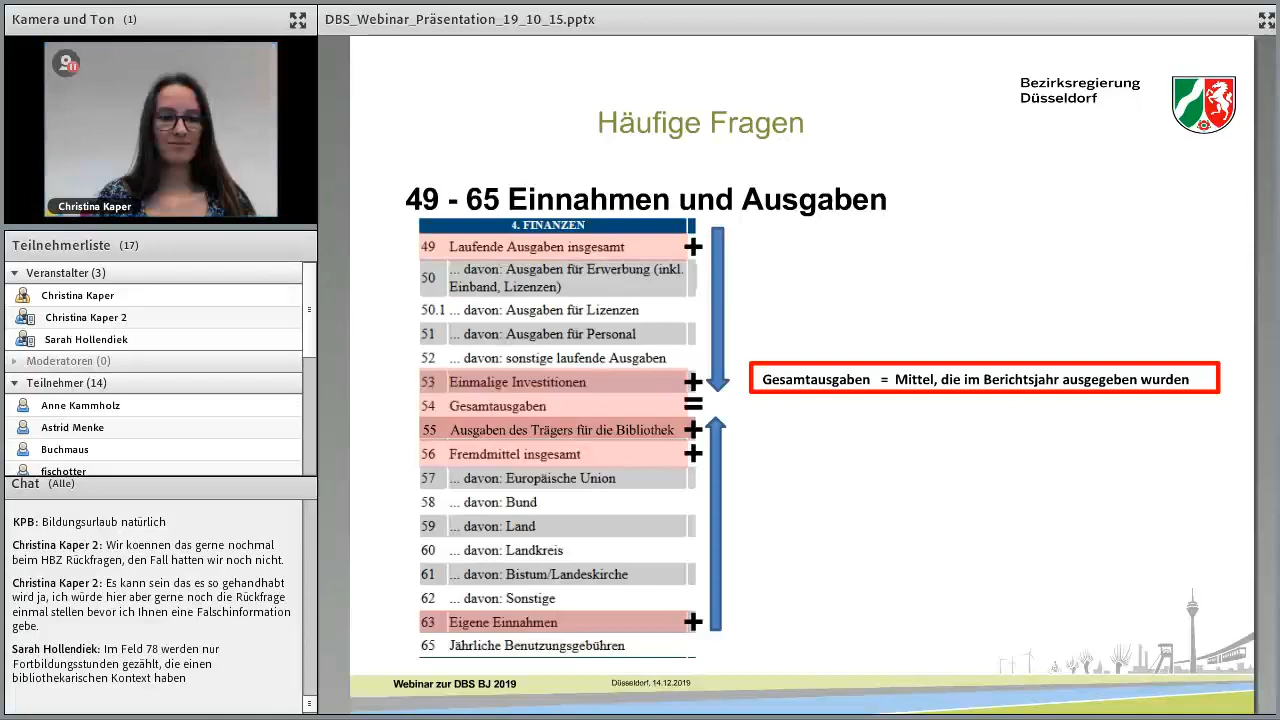 Kamera und Ton (1)
DBS_Webinar_Präsentation_19_10_15.pptx
Christina Kaper
Teilnehmerliste (17)
Veranstalter (3)
Christina Kaper
Christina Kaper 2
Sarah Hollendiek
Moderatoren (0)
Teilnehmer (14)
Anne Kammholz
Astrid Menke
Buchmaus
fischotter
Chat (Alle)
KPB: Bildungsurlaub natürlich
Christina Kaper 2: Wir koennen das gerne nochmal
beim HBZ Rückfragen, den Fall hatten wir noch nicht.
Christina Kaper 2: Es kann sein das es so gehandhabt
wird ja, ich würde hier aber gerne noch die Rückfrage
einmal stellen bevor ich Ihnen eine Falschinformation
gebe.
Sarah Hollendiek: Im Feld 78 werden nur
Fortbildungsstunden gezählt, die einen
bibliothekarischen Kontext haben
Bezirksregierung
Düsseldorf
Häufige Fragen
49 - 65 Einnahmen und Ausgaben
4. FINANZEN
49 Laufende Ausgaben insgesamt +
50 ... davon: Ausgaben für Erwerbung (inkl.
Einband, Lizenzen)
50.1 ... davon: Ausgaben für Lizenzen
51 ... davon: Ausgaben für Personal
52 ... davon: sonstige laufende Ausgaben
53 Einmalige Investitionen +
54 Gesamtausgaben =
55 Ausgaben des Trägers für die Bibliothek +
56 Fremdmittel insgesamt +
57 ... davon: Europäische Union
58 ... davon: Bund
59 ... davon: Land
60 ... davon: Landkreis
61 ... davon: Bistum/Landeskirche
62 ... davon: Sonstige
63 Eigene Einnahmen +
65 Jährliche Benutzungsgebühren
Gesamtausgaben = Mittel, die im Berichtsjahr ausgegeben wurden
Webinar zur DBS BJ 2019
Düsseldorf, 14.12.2019